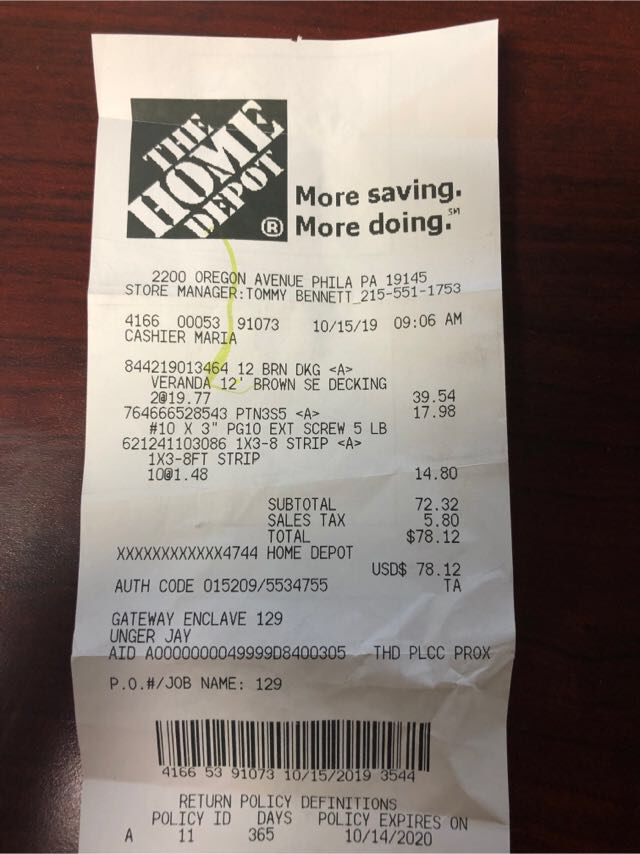 THE
HOME
DEPOT
®
More saving.
More doing.℠
2200 OREGON AVENUE PHILA PA 19145
STORE MANAGER:TOMMY BENNETT 215-551-1753
4166 00053 91073 10/15/19 09:06 AM
CASHIER MARIA
844219013464 12 BRN DKG <A>
VERANDA 12' BROWN SE DECKING
2@19.77 39.54
764666528543 PTN3S5 <A> 17.98
#10 X 3" PG10 EXT SCREW 5 LB
621241103086 1X3-8 STRIP <A>
1X3-8FT STRIP
10@1.48 14.80
SUBTOTAL 72.32
SALES TAX 5.80
TOTAL $78.12
XXXXXXXXXXXX4744 HOME DEPOT
USD$ 78.12
AUTH CODE 015209/5534755 TA
GATEWAY ENCLAVE 129
UNGER JAY
AID A0000000049999D8400305 THD PLCC PROX
P.O.#/JOB NAME: 129
4166 53 91073 10/15/2019 3544
RETURN POLICY DEFINITIONS
POLICY ID DAYS POLICY EXPIRES ON
A 11 365 10/14/2020